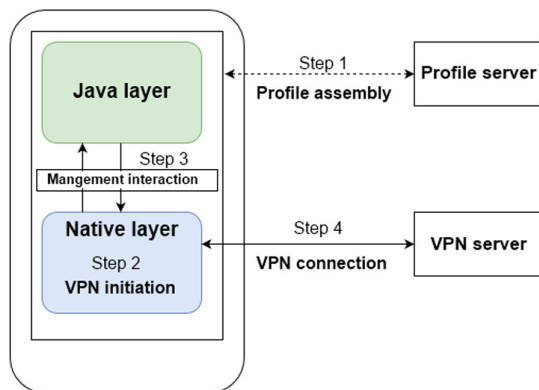 Step 1
Profile assembly
Profile server
Java layer
Step 3
Mangement interaction
Native layer
Step 2
VPN initiation
Step 4
VPN connection
VPN server